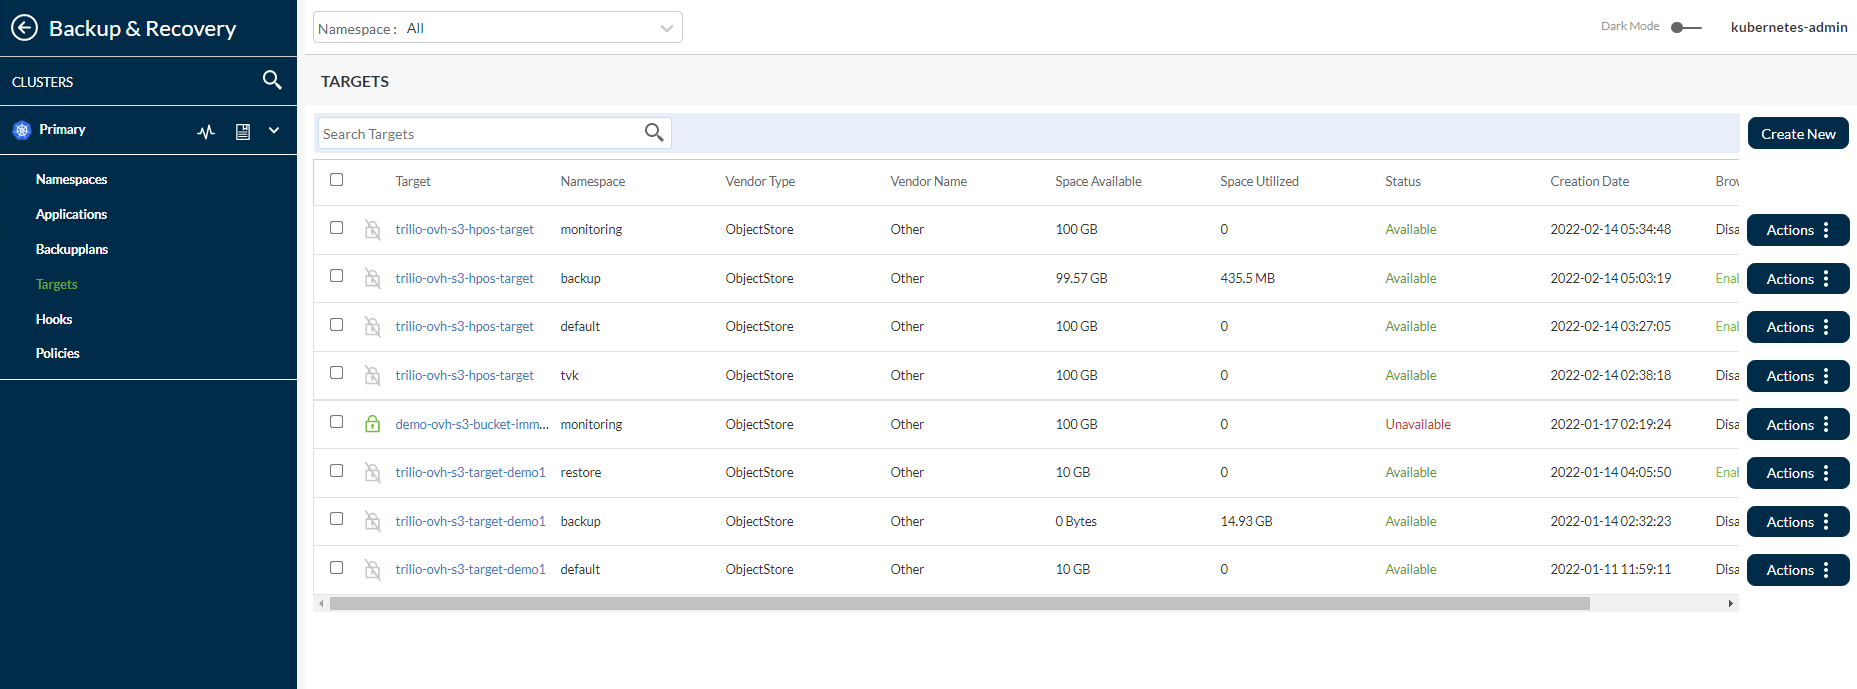 Backup & Recovery
Namespace : All
Dark Mode
kubernetes-admin
CLUSTERS
TARGETS
Primary
Search Targets
Create New
Namespaces
Applications
Backupplans
Targets
Hooks
Policies
Target Namespace Vendor Type Vendor Name Space Available Space Utilized Status Creation Date Brow
trilio-ovh-s3-hpos-target monitoring ObjectStore Other 100 GB 0 Available 2022-02-14 05:34:48 Disa Actions
trilio-ovh-s3-hpos-target backup ObjectStore Other 99.57 GB 435.5 MB Available 2022-02-14 05:03:19 Enab Actions
trilio-ovh-s3-hpos-target default ObjectStore Other 100 GB 0 Available 2022-02-14 03:27:05 Enab Actions
trilio-ovh-s3-hpos-target tvk ObjectStore Other 100 GB 0 Available 2022-02-14 02:38:18 Disa Actions
demo-ovh-s3-bucket-imm... monitoring ObjectStore Other 100 GB 0 Unavailable 2022-01-17 02:19:24 Disa Actions
trilio-ovh-s3-target-demo1 restore ObjectStore Other 10 GB 0 Available 2022-01-14 04:05:50 Enab Actions
trilio-ovh-s3-target-demo1 backup ObjectStore Other 0 Bytes 14.93 GB Available 2022-01-14 02:32:23 Disa Actions
trilio-ovh-s3-target-demo1 default ObjectStore Other 10 GB 0 Available 2022-01-11 11:59:11 Disa Actions